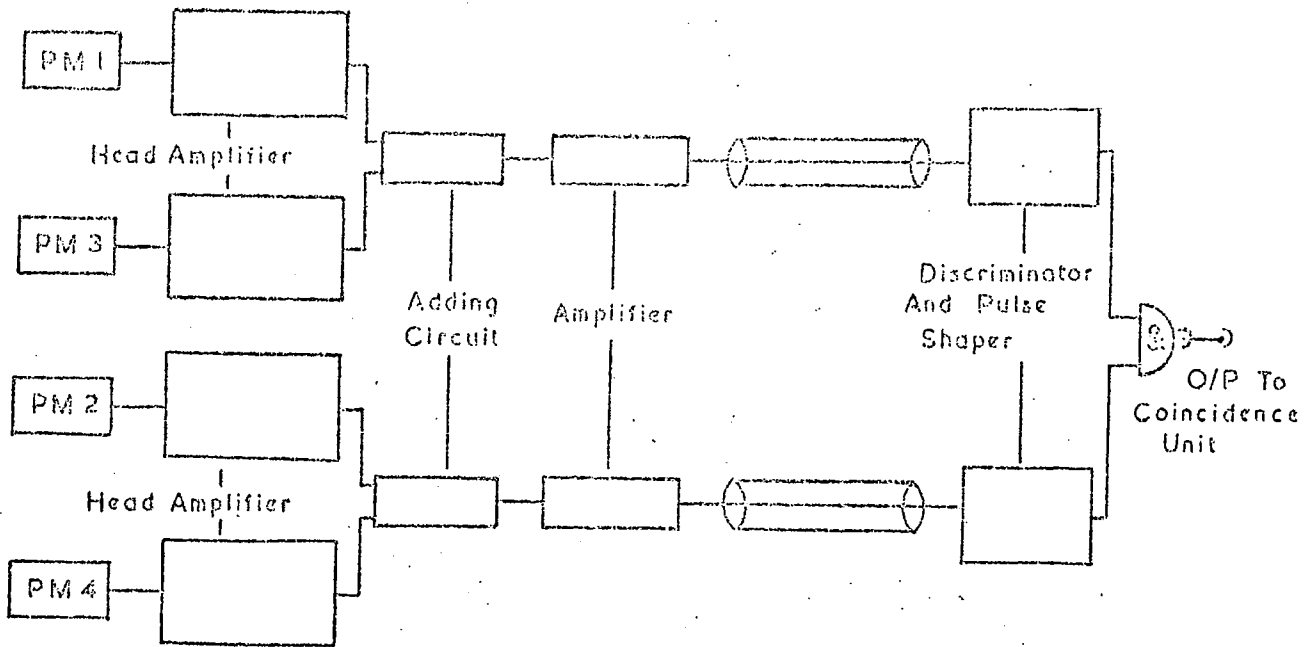 PM 1
Head Amplifier
PM 3
Adding
Circuit
Amplifier
Discriminator
And Pulse
Shaper
&
O/P To
Coincidence
Unit
PM 2
Head Amplifier
PM 4